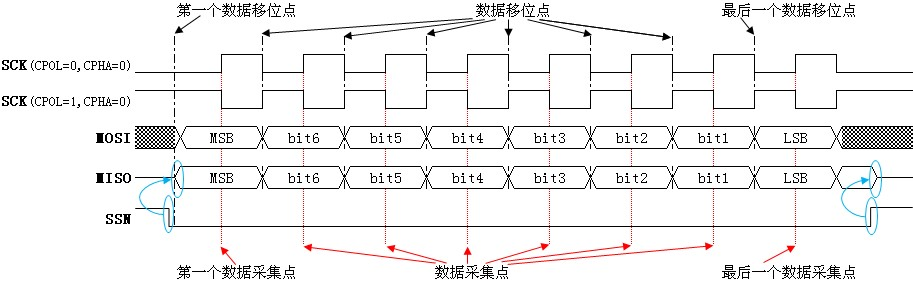 第一个数据移位点 数据移位点 最后一个数据移位点
SCK(CPOL=0,CPHA=0)
SCK(CPOL=1,CPHA=0)
MOSI MSB bit6 bit5 bit4 bit3 bit2 bit1 LSB
MISO MSB bit6 bit5 bit4 bit3 bit2 bit1 LSB
SSN
第一个数据采集点 数据采集点 最后一个数据采集点